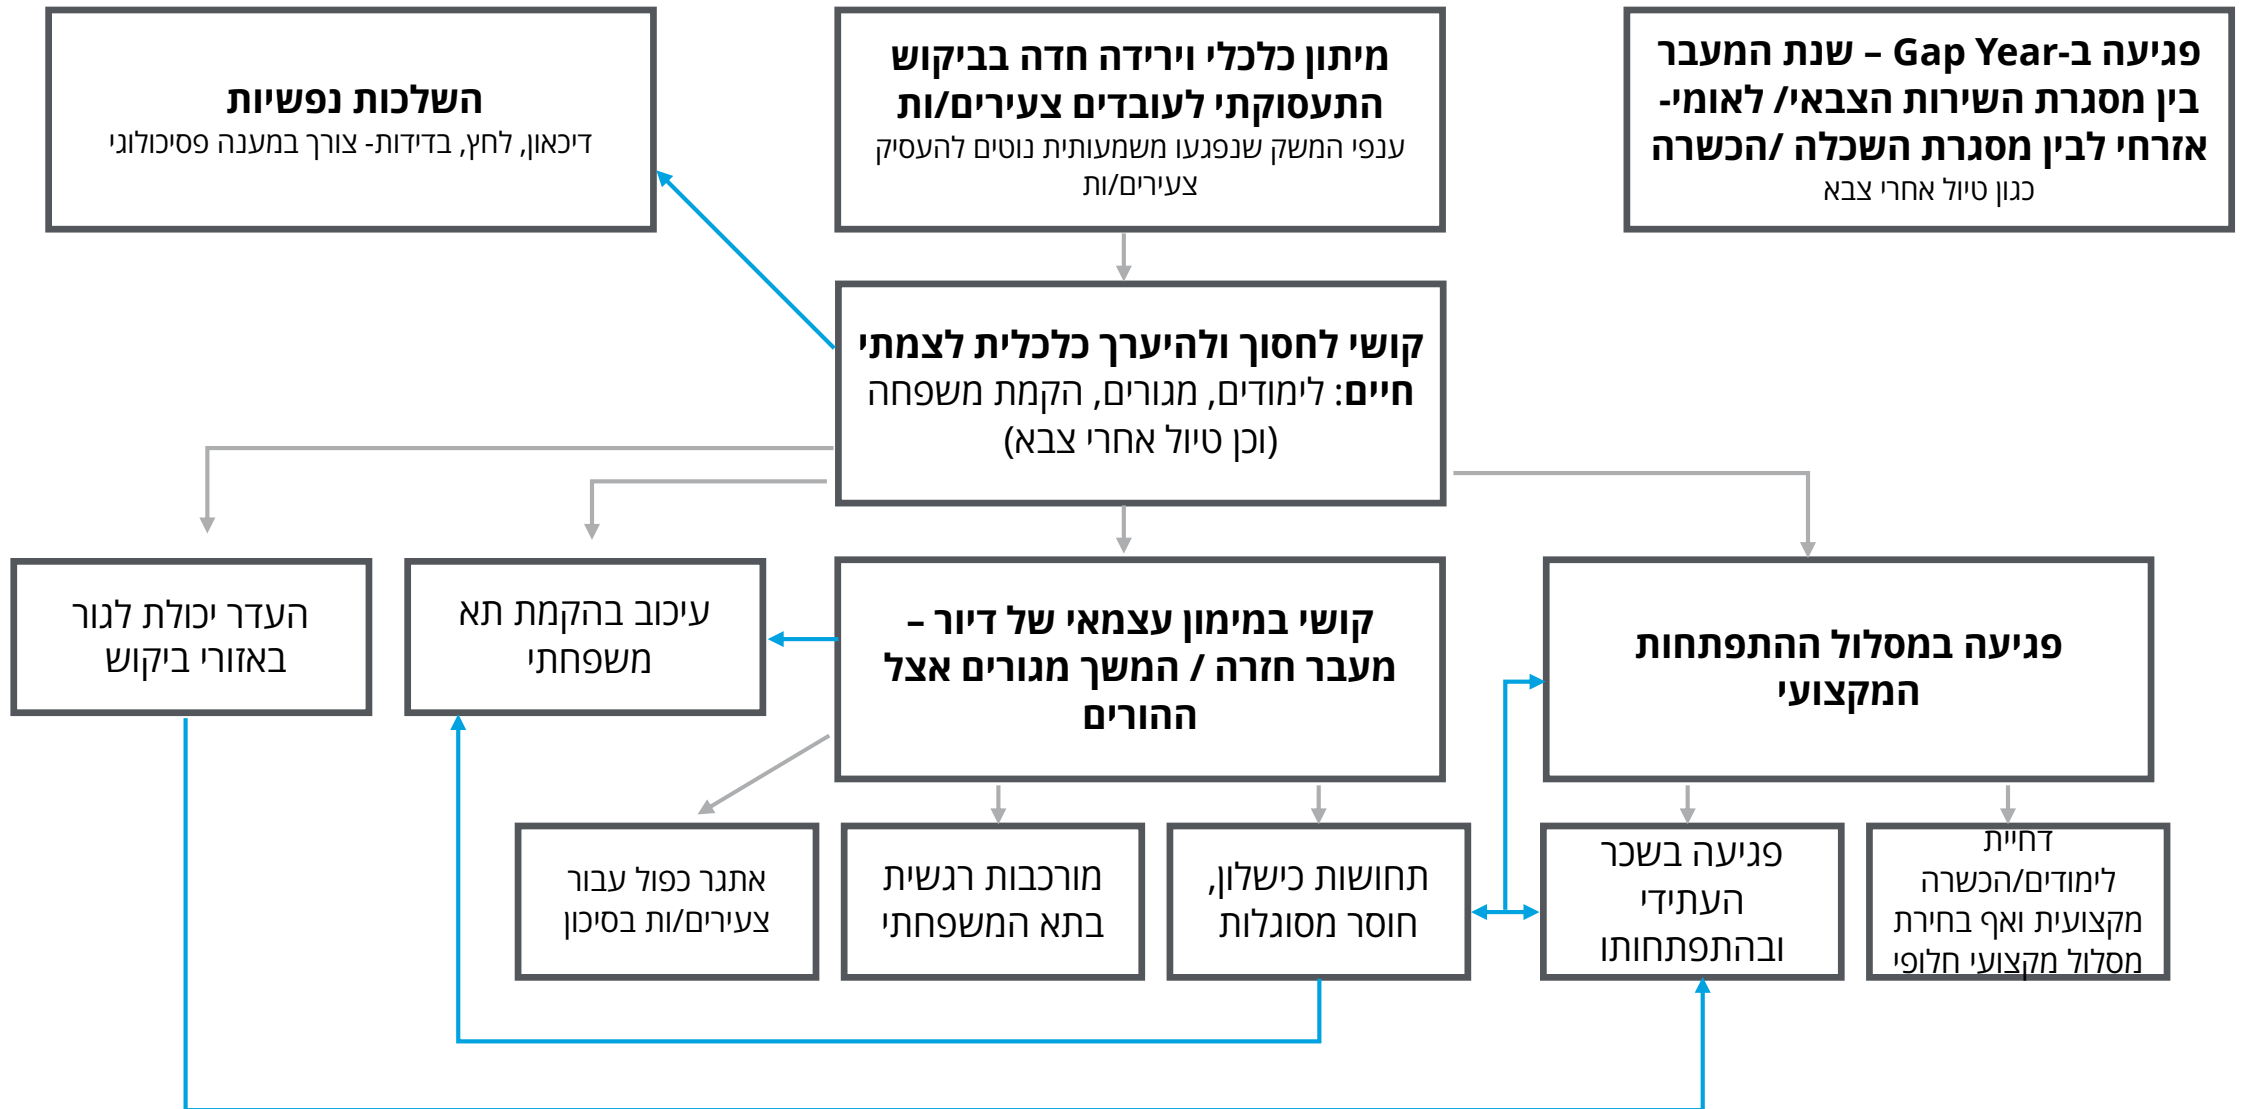 פגיעה ב-Gap Year – שנת המעבר
בין מסגרת השירות הצבאי/ לאומי-
אזרחי לבין מסגרת השכלה /הכשרה
כגון טיול אחרי צבא
מיתון כלכלי וירידה חדה בביקוש
התעסוקתי לעובדים צעירים/ות
ענפי המשק שנפגעו משמעותית נוטים להעסיק
צעירים/ות
השלכות נפשיות
דיכאון, לחץ, בדידות- צורך במענה פסיכולוגי
קושי לחסוך ולהיערך כלכלית לצמתי
חיים: לימודים, מגורים, הקמת משפחה
(וכן טיול אחרי צבא)
פגיעה במסלול ההתפתחות
המקצועי
קושי במימון עצמאי של דיור –
מעבר חזרה / המשך מגורים אצל
ההורים
עיכוב בהקמת תא
משפחתי
העדר יכולת לגור
באזורי ביקוש
דחיית
לימודים/הכשרה
מקצועית ואף בחירת
מסלול מקצועי חלופי
פגיעה בשכר
העתידי
ובהתפתחותו
תחושות כישלון,
חוסר מסוגלות
מורכבות רגשית
בתא המשפחתי
אתגר כפול עבור
צעירים/ות בסיכון